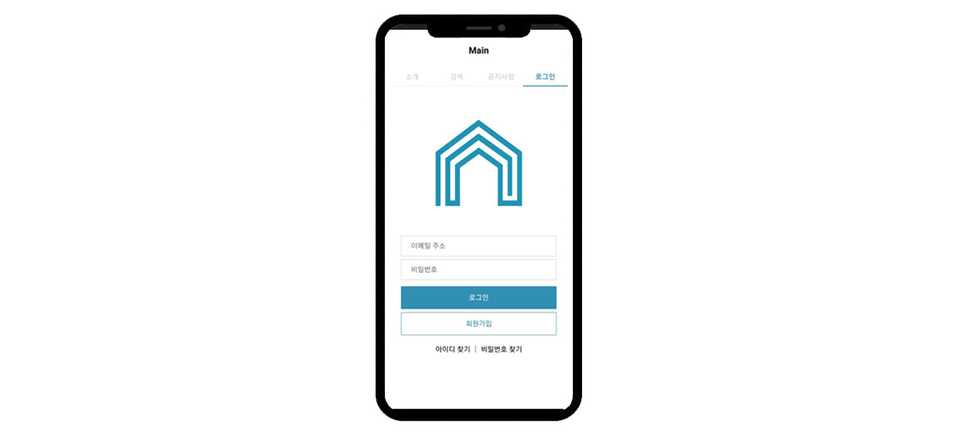 Main
소개 검색 공지사항 로그인
이메일 주소
비밀번호
로그인
회원가입
아이디 찾기 | 비밀번호 찾기